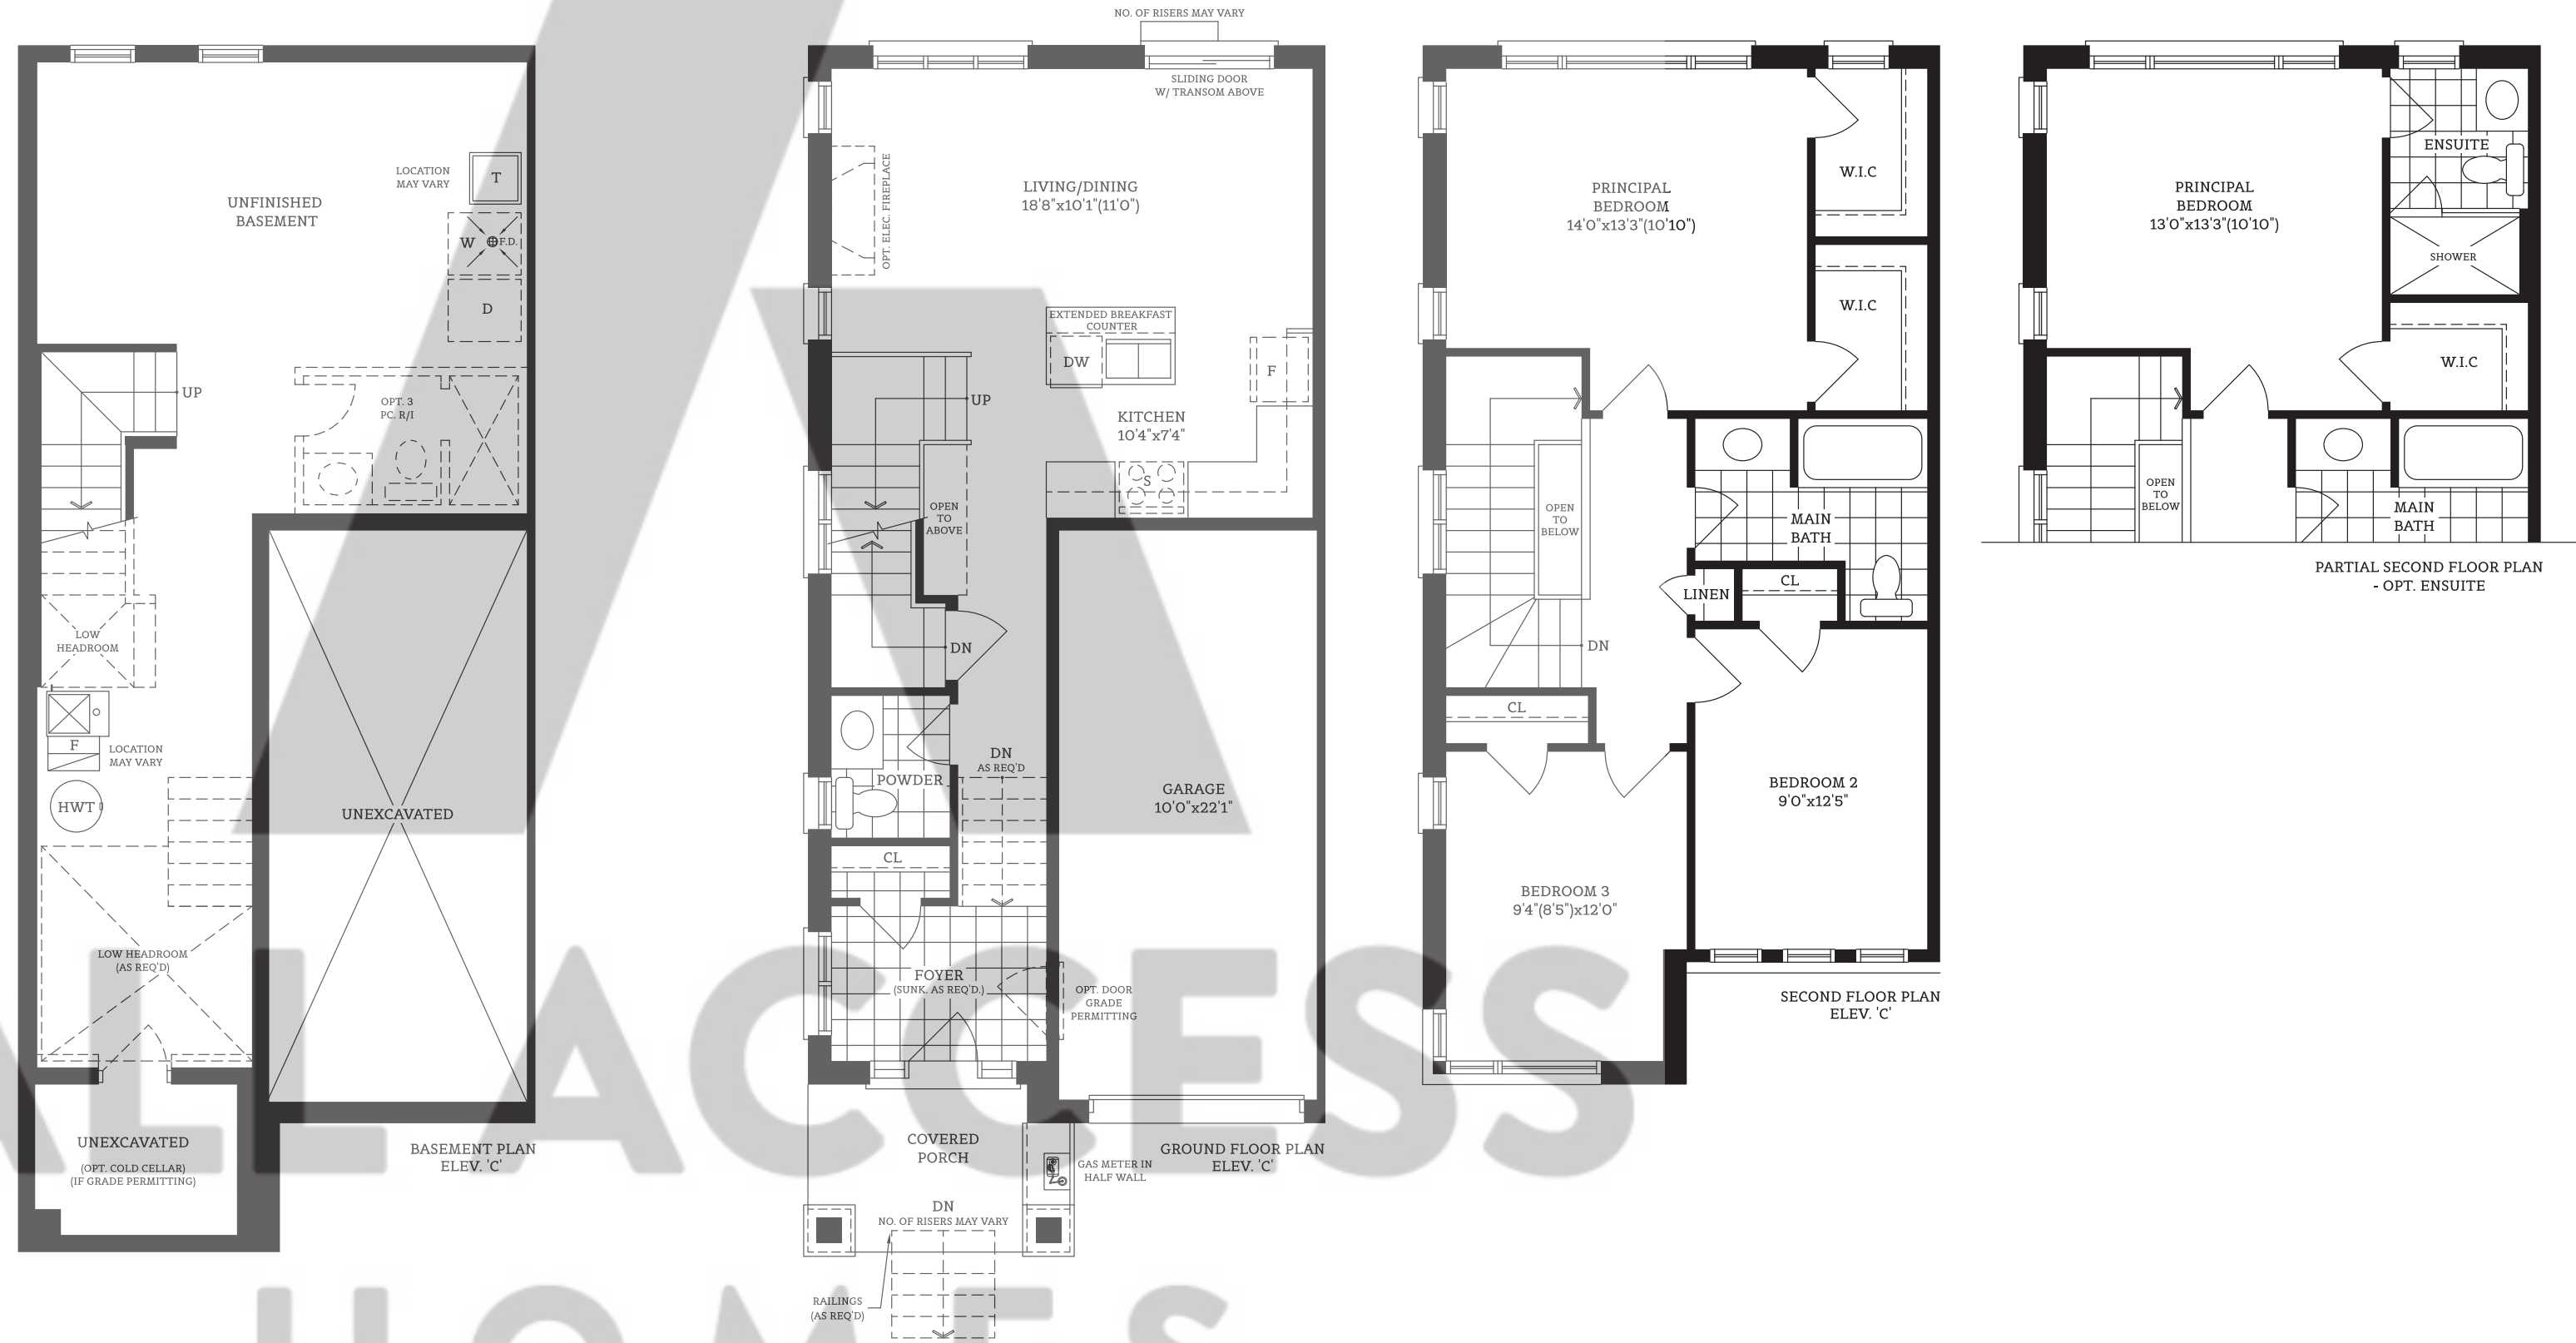 UNFINISHED
BASEMENT
LOCATION
MAY VARY
T
W
F.D.
D
UP
OPT. 3
PC. R/I
LOW
HEADROOM
F
LOCATION
MAY VARY
HWT
UNEXCAVATED
LOW HEADROOM
(AS REQ'D)
UNEXCAVATED
(OPT. COLD CELLAR)
(IF GRADE PERMITTING)
BASEMENT PLAN
ELEV. 'C'
NO. OF RISERS MAY VARY
SLIDING DOOR
W/ TRANSOM ABOVE
OPT. ELEC. FIREPLACE
LIVING/DINING
18'8"x10'1"(11'0")
EXTENDED BREAKFAST
COUNTER
DW
F
UP
KITCHEN
10'4"x7'4"
S
OPEN
TO
ABOVE
DN
POWDER
DN
AS REQ'D
CL
GARAGE
10'0"x22'1"
FOYER
(SUNK. AS REQ'D.)
OPT. DOOR
GRADE
PERMITTING
COVERED
PORCH
GAS METER IN
HALF WALL
GROUND FLOOR PLAN
ELEV. 'C'
DN
NO. OF RISERS MAY VARY
RAILINGS
(AS REQ'D)
PRINCIPAL
BEDROOM
14'0"x13'3"(10'10")
W.I.C
W.I.C
OPEN
TO
BELOW
MAIN
BATH
LINEN
CL
DN
CL
BEDROOM 2
9'0"x12'5"
BEDROOM 3
9'4"(8'5")x12'0"
SECOND FLOOR PLAN
ELEV. 'C'
PRINCIPAL
BEDROOM
13'0"x13'3"(10'10")
ENSUITE
SHOWER
W.I.C
OPEN
TO
BELOW
MAIN
BATH
PARTIAL SECOND FLOOR PLAN
- OPT. ENSUITE
ALL ACCESS
HOMES